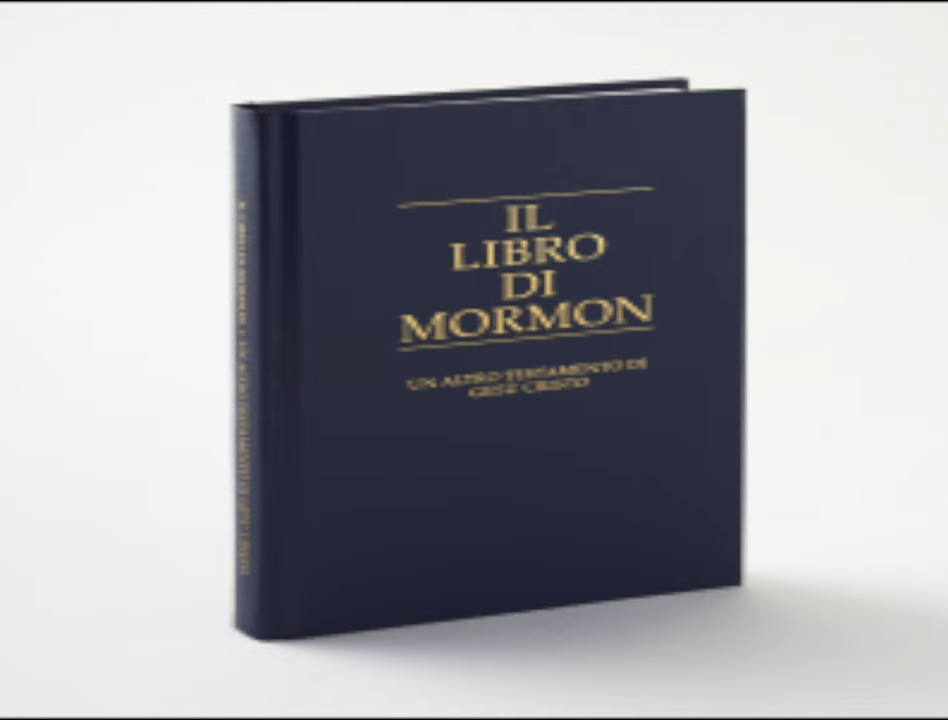 IL
LIBRO
DI
MORMON
UN ALTRO TESTAMENTO DI
GESÙ CRISTO